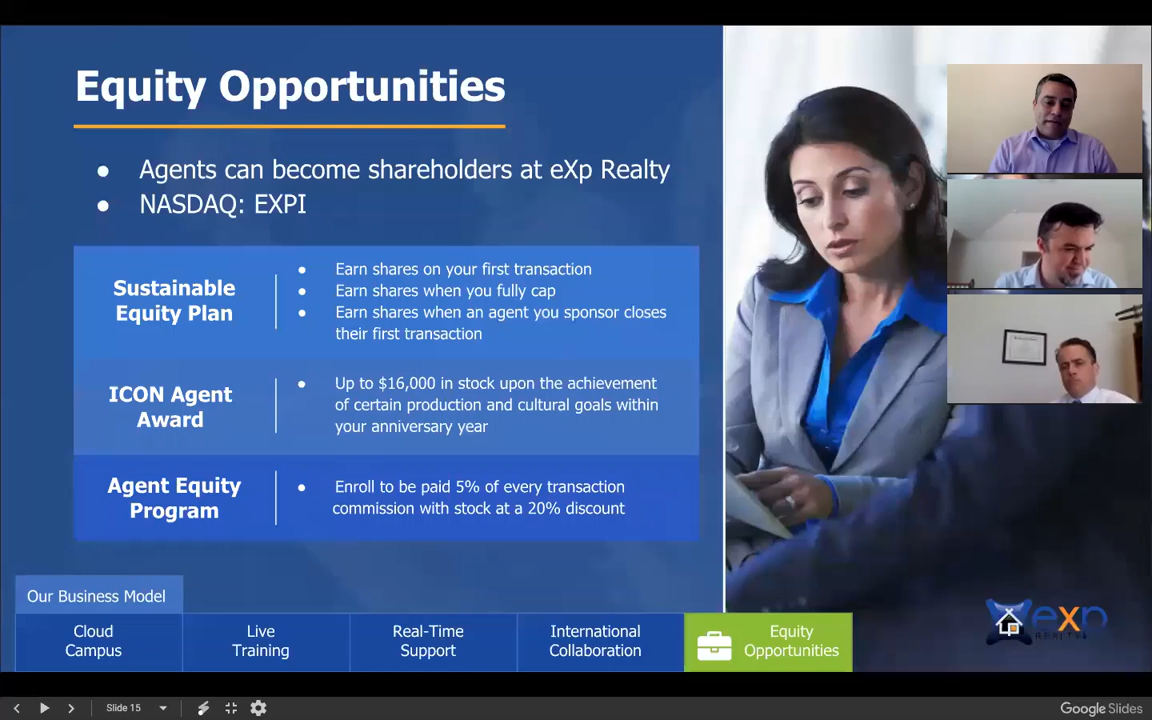 Equity Opportunities
● Agents can become shareholders at eXp Realty
● NASDAQ: EXPI
Sustainable
Equity Plan
● Earn shares on your first transaction
● Earn shares when you fully cap
● Earn shares when an agent you sponsor closes
their first transaction
ICON Agent
Award
● Up to $16,000 in stock upon the achievement
of certain production and cultural goals within
your anniversary year
Agent Equity
Program
● Enroll to be paid 5% of every transaction
commission with stock at a 20% discount
Our Business Model
Cloud
Campus
Live
Training
Real-Time
Support
International
Collaboration
Equity
Opportunities
exp
REALTY
Slide 15
Google Slides